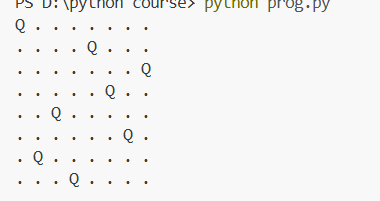 PS D:\python course> python prog.py
Q . . . . . . .
. . . . Q . . .
. . . . . . . Q
. . . . . Q . .
. . Q . . . . .
. . . . . . Q .
. Q . . . . . .
. . . Q . . . .